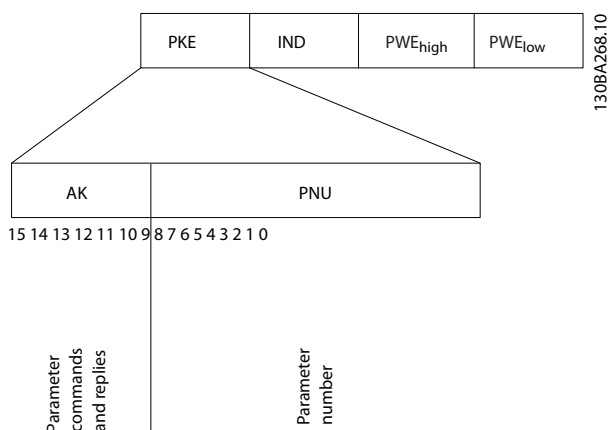 PKE IND PWEhigh PWElow
130BA268.10
AK PNU
15 14 13 12 11 10 9 8 7 6 5 4 3 2 1 0
Parameter
commands
and replies
Parameter
number